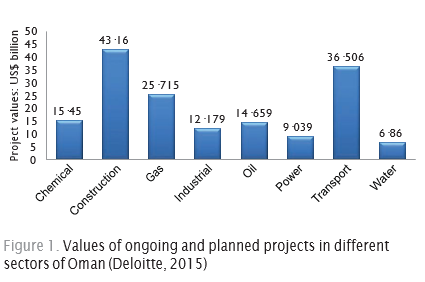 Project values: US$ billion
50
45
40
35
30
25
20
15
10
5
0
15·45
43·16
25·715
12·179
14·659
9·039
36·506
6·86
Chemical
Construction
Gas
Industrial
Oil
Power
Transport
Water
Figure 1. Values of ongoing and planned projects in different
sectors of Oman (Deloitte, 2015)